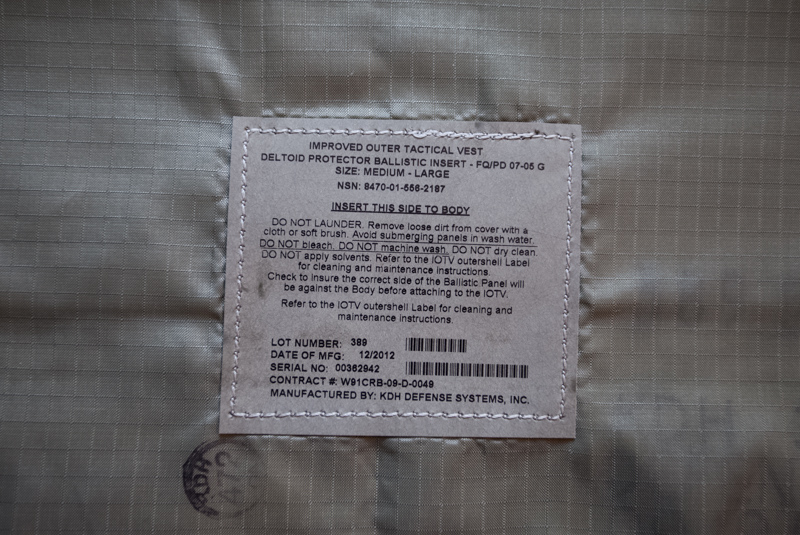 IMPROVED OUTER TACTICAL VEST
DELTOID PROTECTOR BALLISTIC INSERT - FQ/PD 07-05 G
SIZE: MEDIUM - LARGE
NSN: 8470-01-556-2187
INSERT THIS SIDE TO BODY
DO NOT LAUNDER. Remove loose dirt from cover with a
cloth or soft brush. Avoid submerging panels in wash water.
DO NOT bleach. DO NOT machine wash. DO NOT dry clean.
DO NOT apply solvents. Refer to the IOTV outershell Label
for cleaning and maintenance instructions.
Check to Insure the correct side of the Ballistic Panel will
be against the Body before attaching to the IOTV.
Refer to the IOTV outershell Label for cleaning and
maintenance instructions.
LOT NUMBER: 389
DATE OF MFG: 12/2012
SERIAL NO: 00362942
CONTRACT #: W91CRB-09-D-0049
MANUFACTURED BY: KDH DEFENSE SYSTEMS, INC.
KDH
472